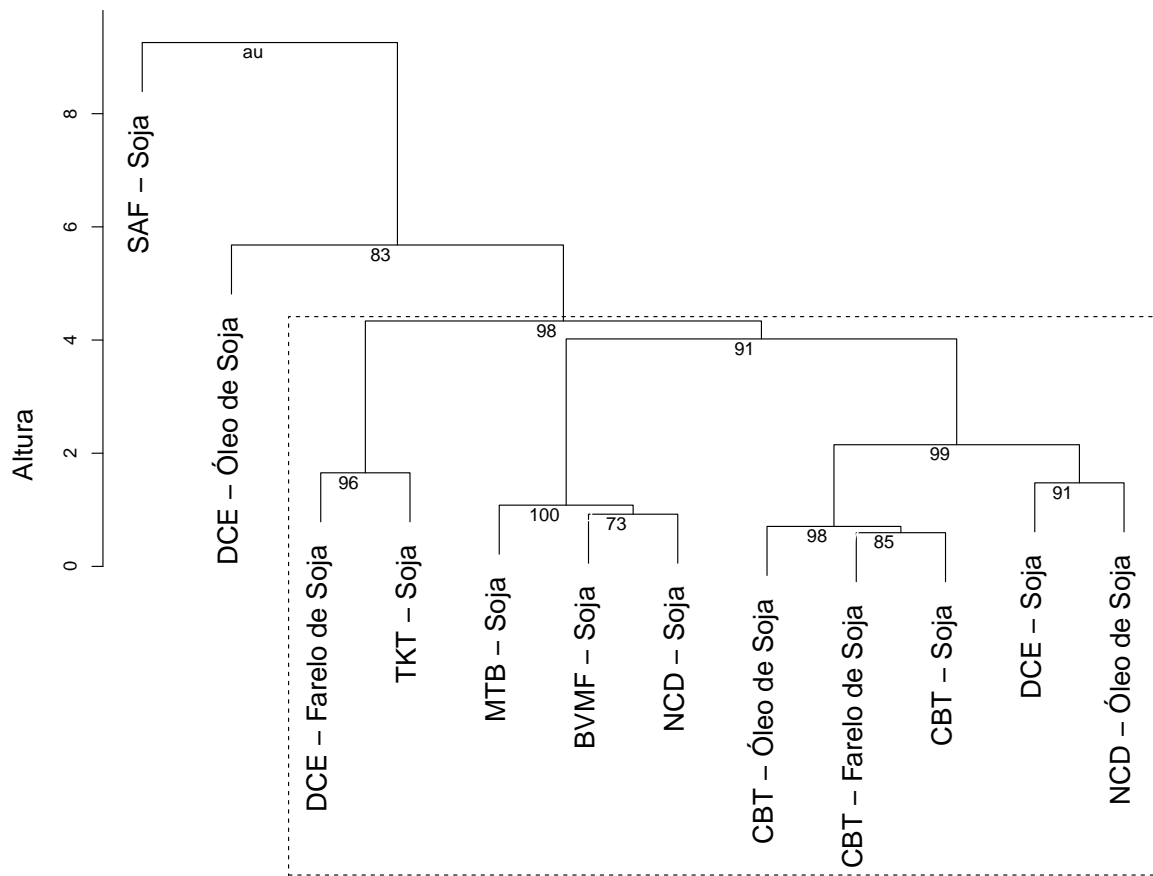 Altura
0
2
4
6
8
au
83
98
91
99
96
91
100
73
98
85
SAF – Soja
DCE – Óleo de Soja
DCE – Farelo de Soja
TKT – Soja
MTB – Soja
BVMF – Soja
NCD – Soja
CBT – Óleo de Soja
CBT – Farelo de Soja
CBT – Soja
DCE – Soja
NCD – Óleo de Soja